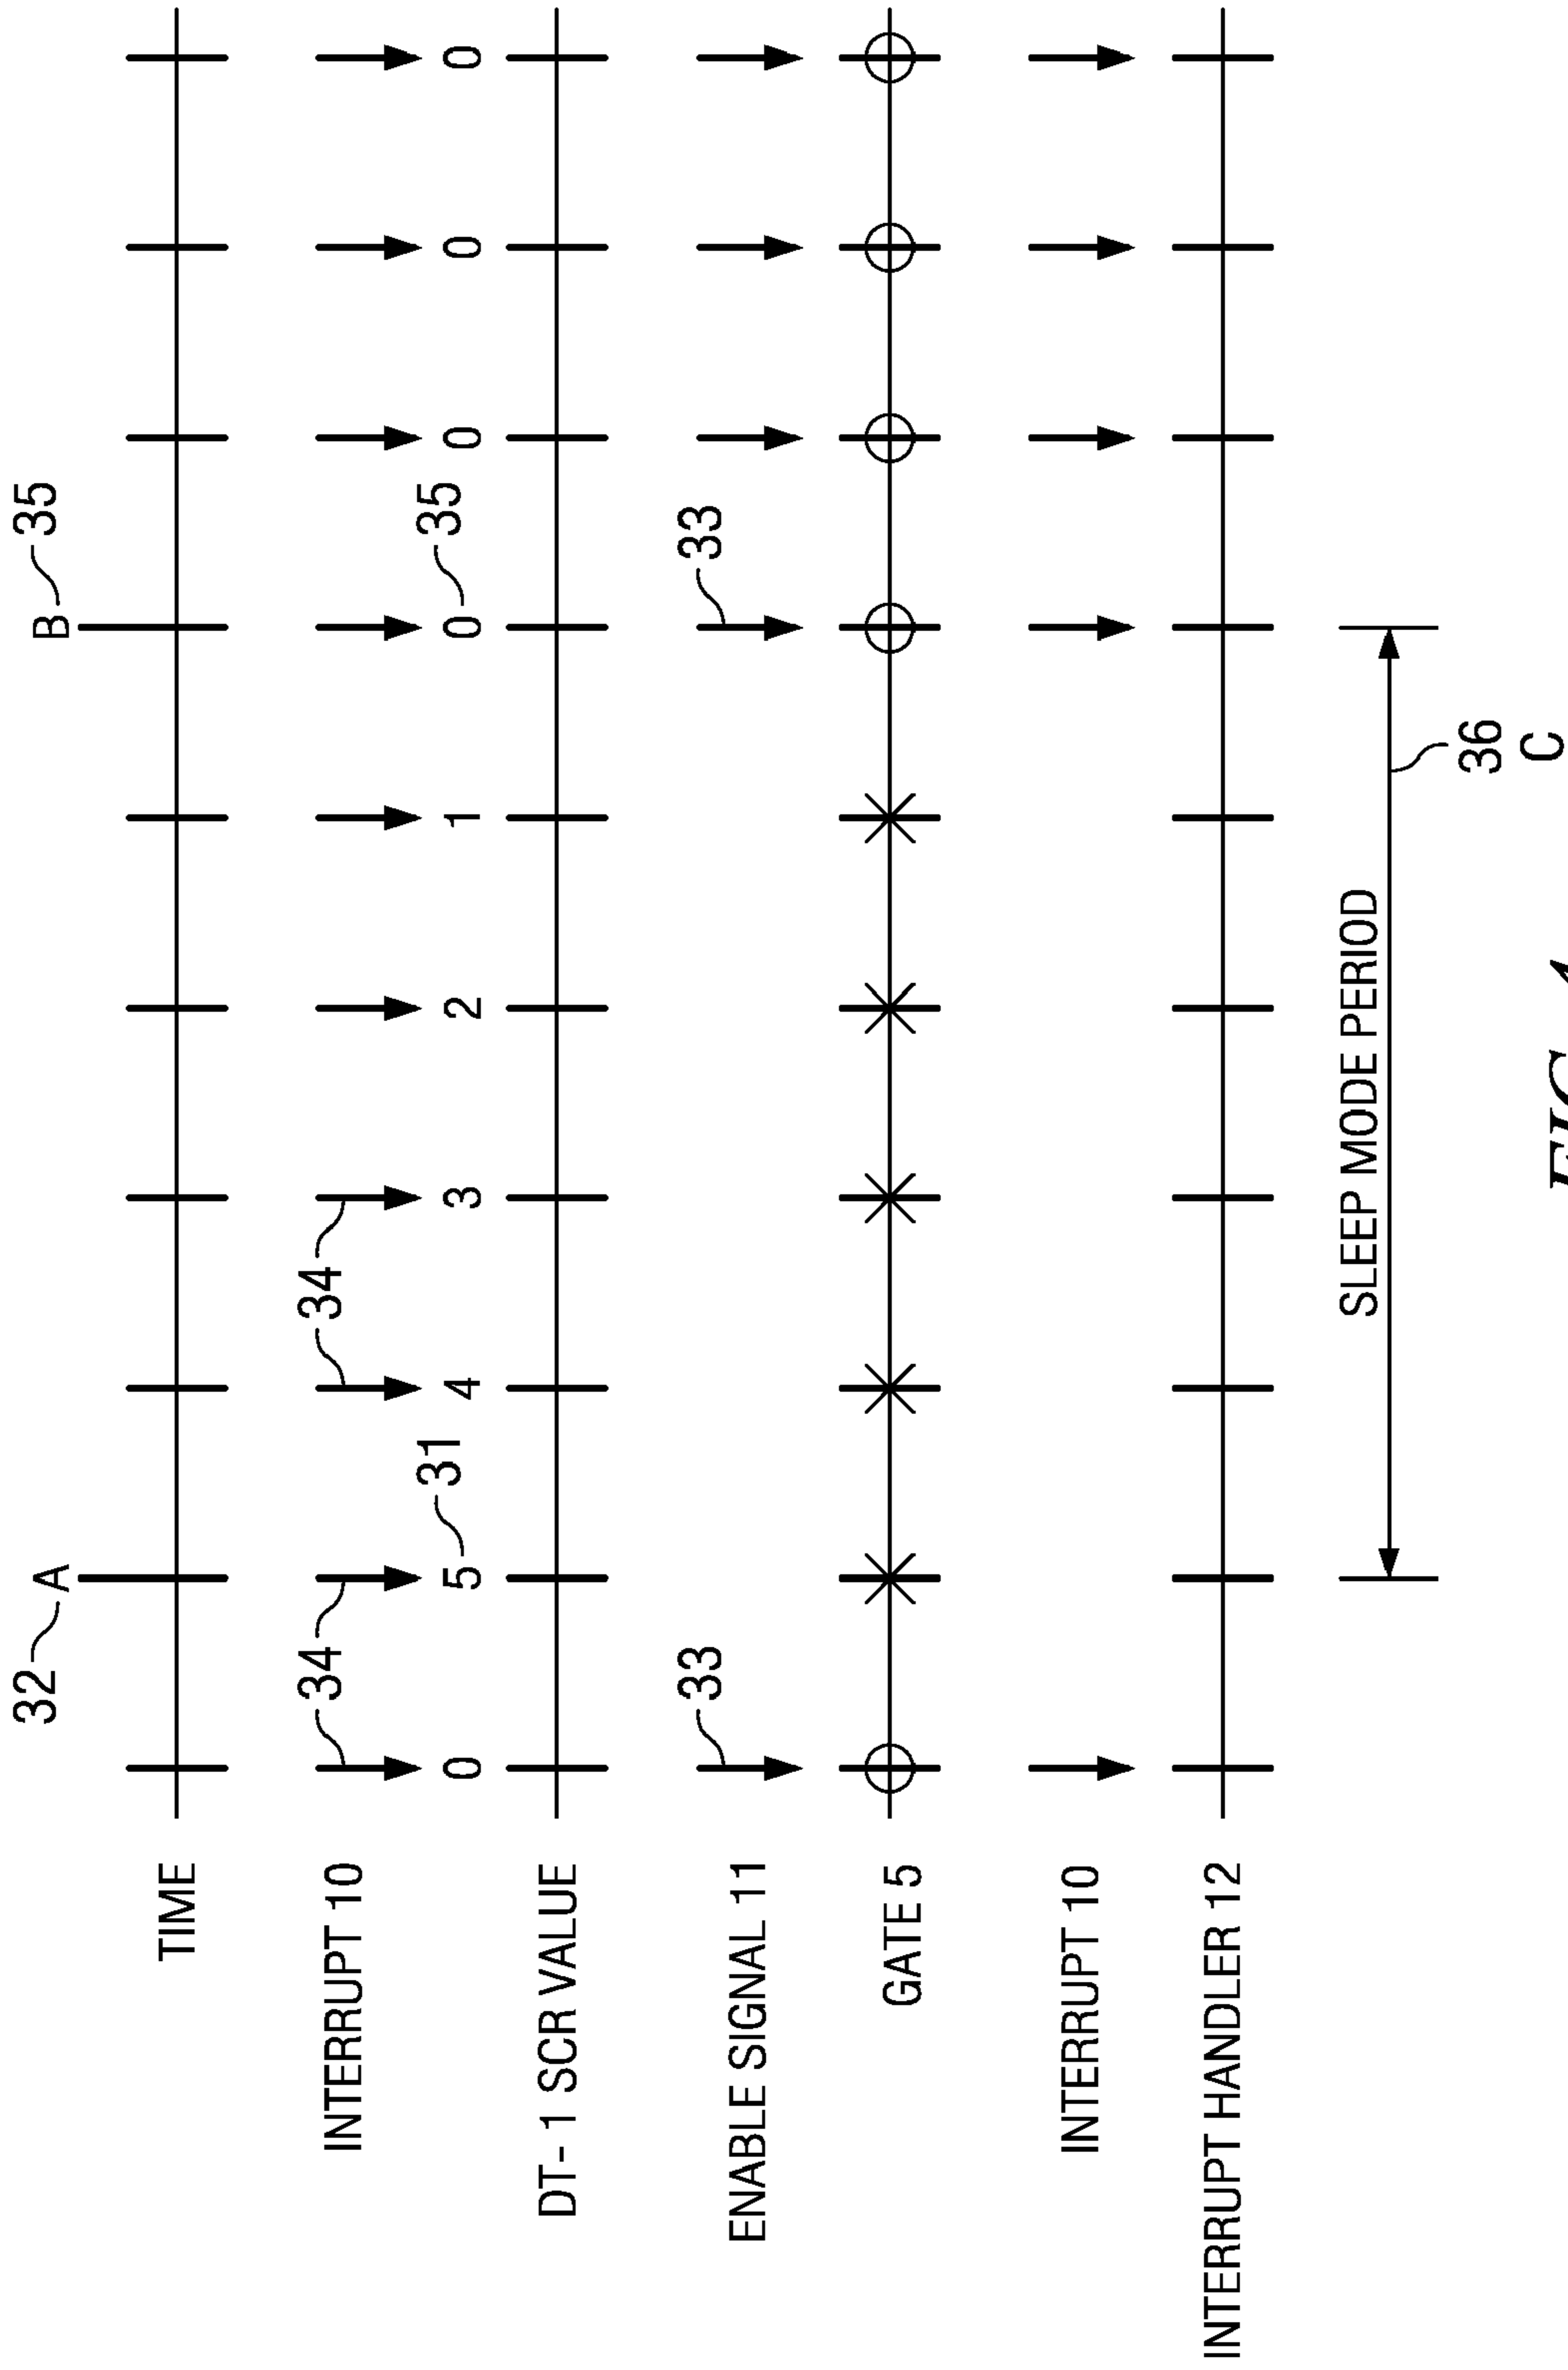 32 A B 35
TIME
34 34
INTERRUPT 10
31 35
0 5 4 3 2 1 0 0 0 0
DT-1 SCR VALUE
33 33
ENABLE SIGNAL 11
GATE 5
INTERRUPT 10
INTERRUPT HANDLER 12
SLEEP MODE PERIOD
36
C